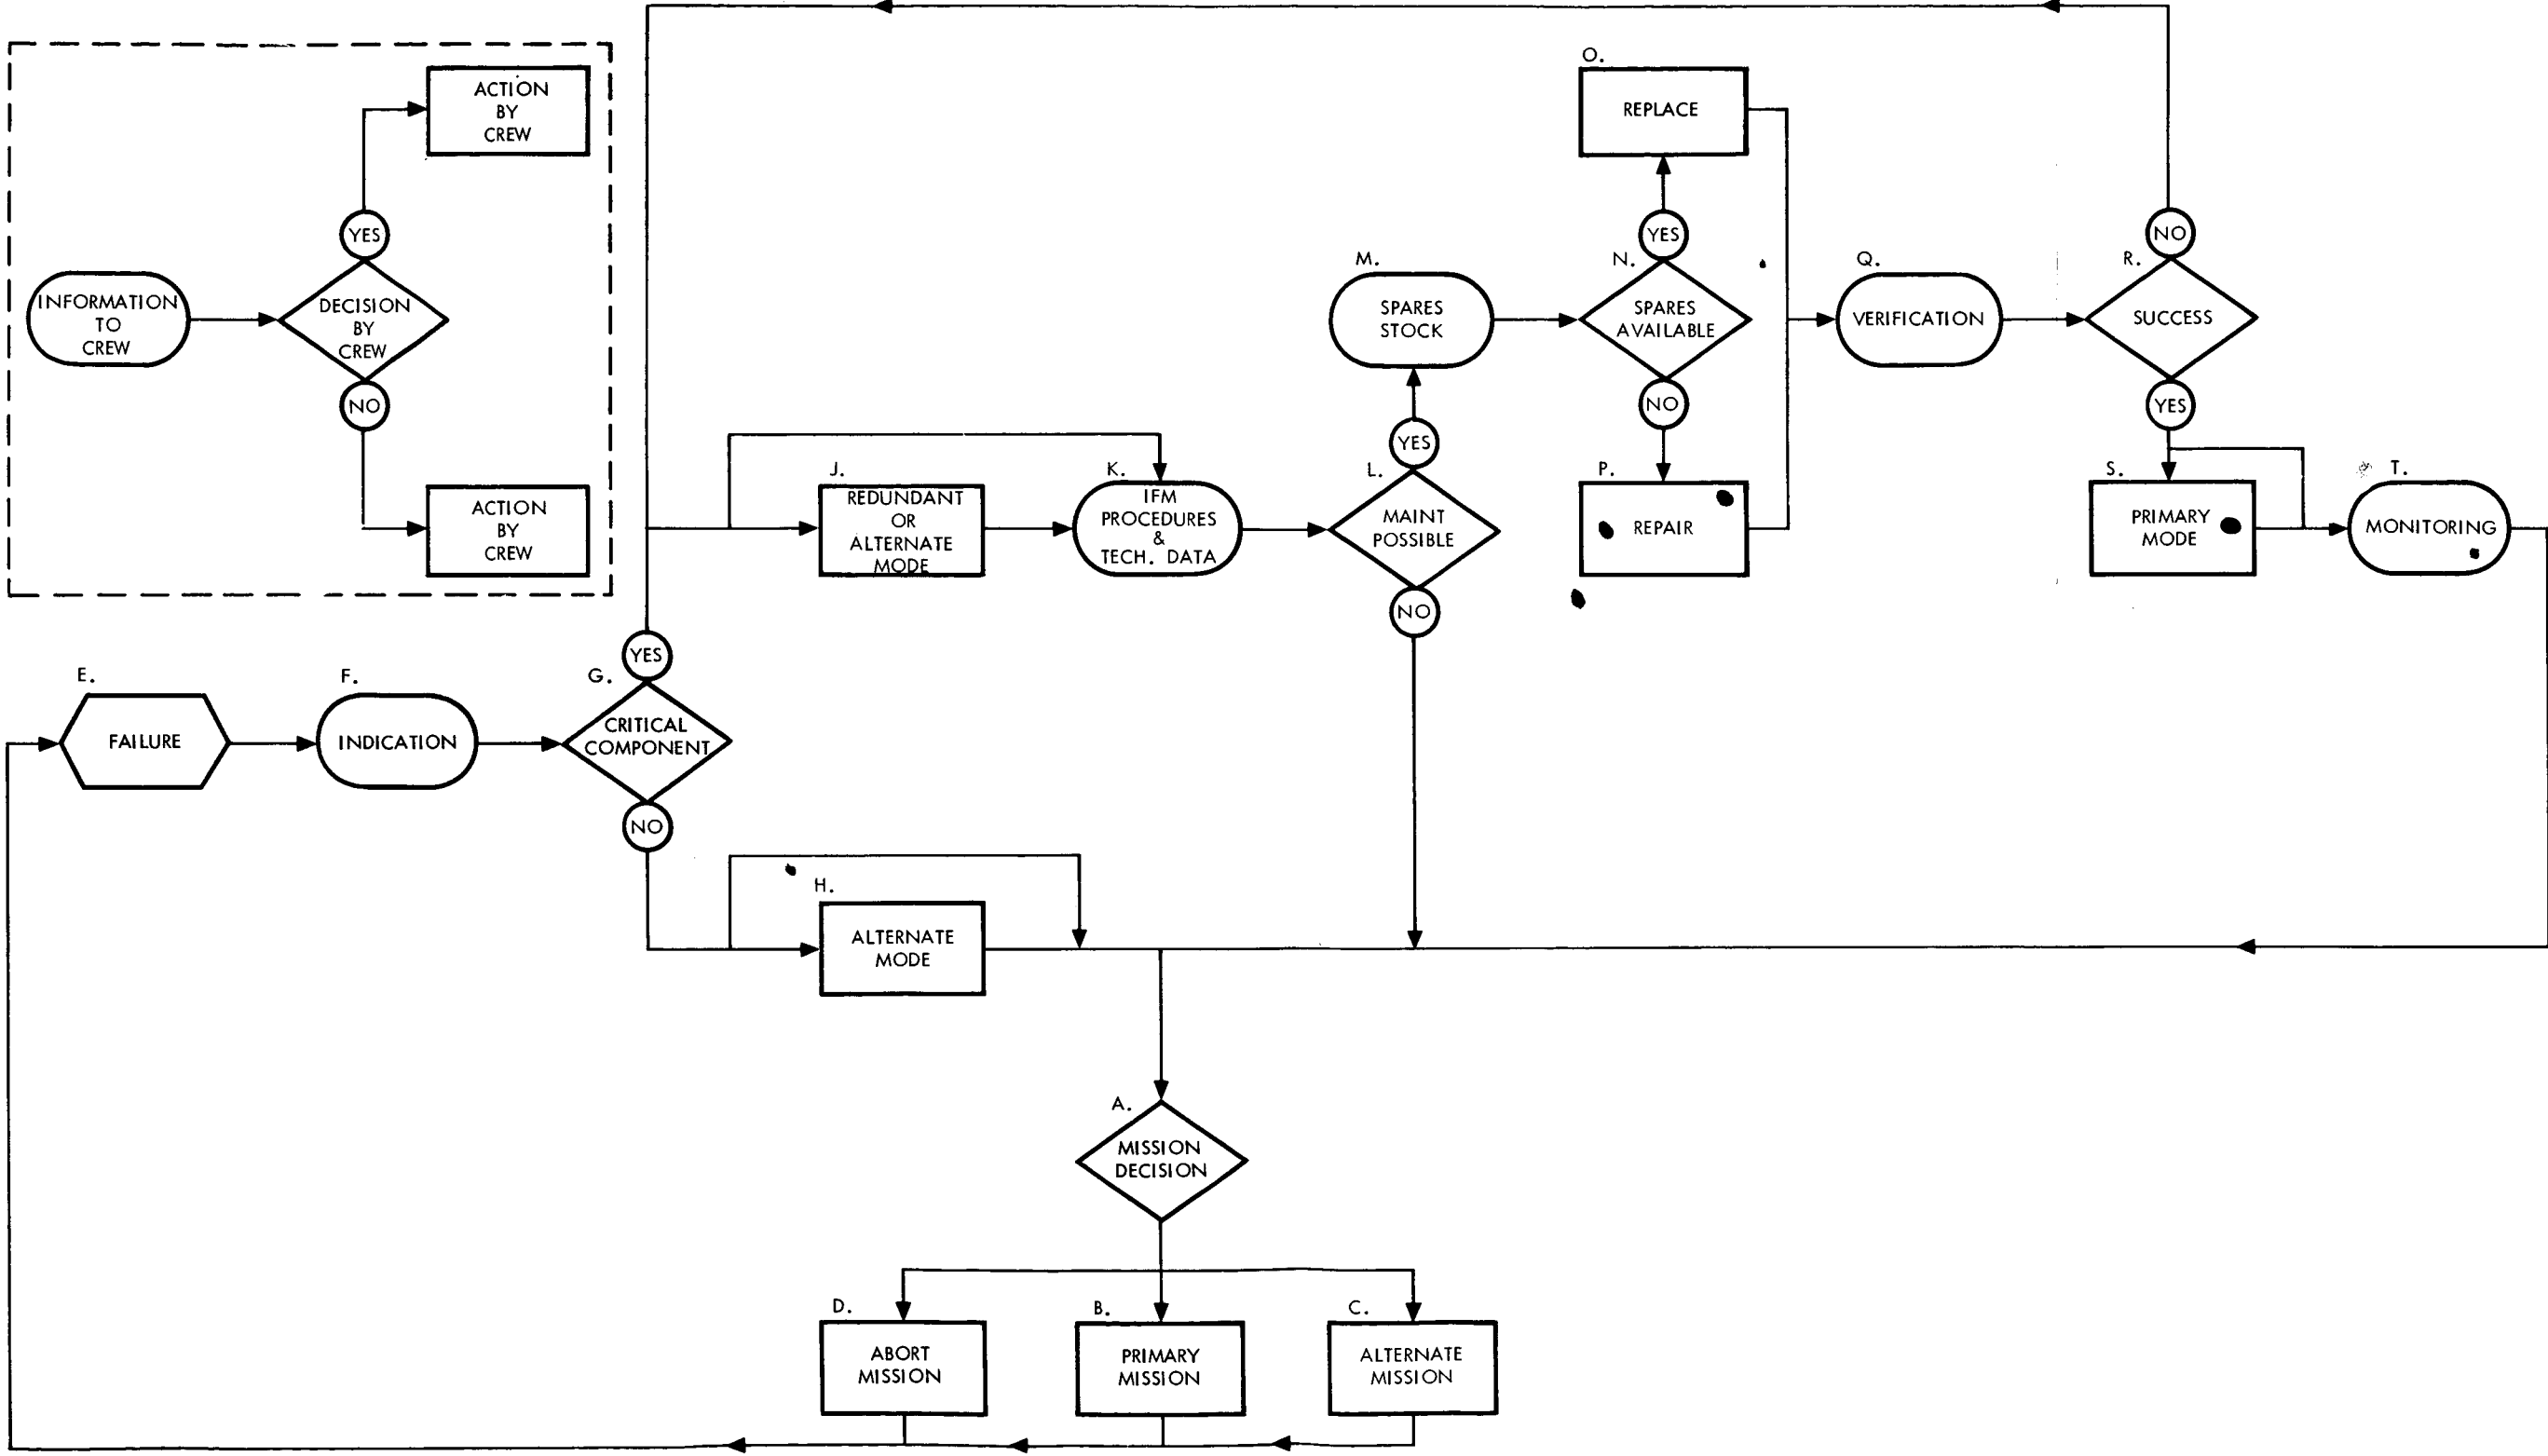 ACTION
BY
CREW
YES
INFORMATION
TO
CREW
DECISION
BY
CREW
NO
ACTION
BY
CREW
O.
REPLACE
YES
M.
SPARES
STOCK
N.
SPARES
AVAILABLE
NO
P.
REPAIR
Q.
VERIFICATION
NO
R.
SUCCESS
YES
S.
PRIMARY
MODE
T.
MONITORING
J.
REDUNDANT
OR
ALTERNATE
MODE
K.
IFM
PROCEDURES
&
TECH. DATA
YES
L.
MAINT
POSSIBLE
NO
E.
FAILURE
F.
INDICATION
YES
G.
CRITICAL
COMPONENT
NO
H.
ALTERNATE
MODE
A.
MISSION
DECISION
D.
ABORT
MISSION
B.
PRIMARY
MISSION
C.
ALTERNATE
MISSION